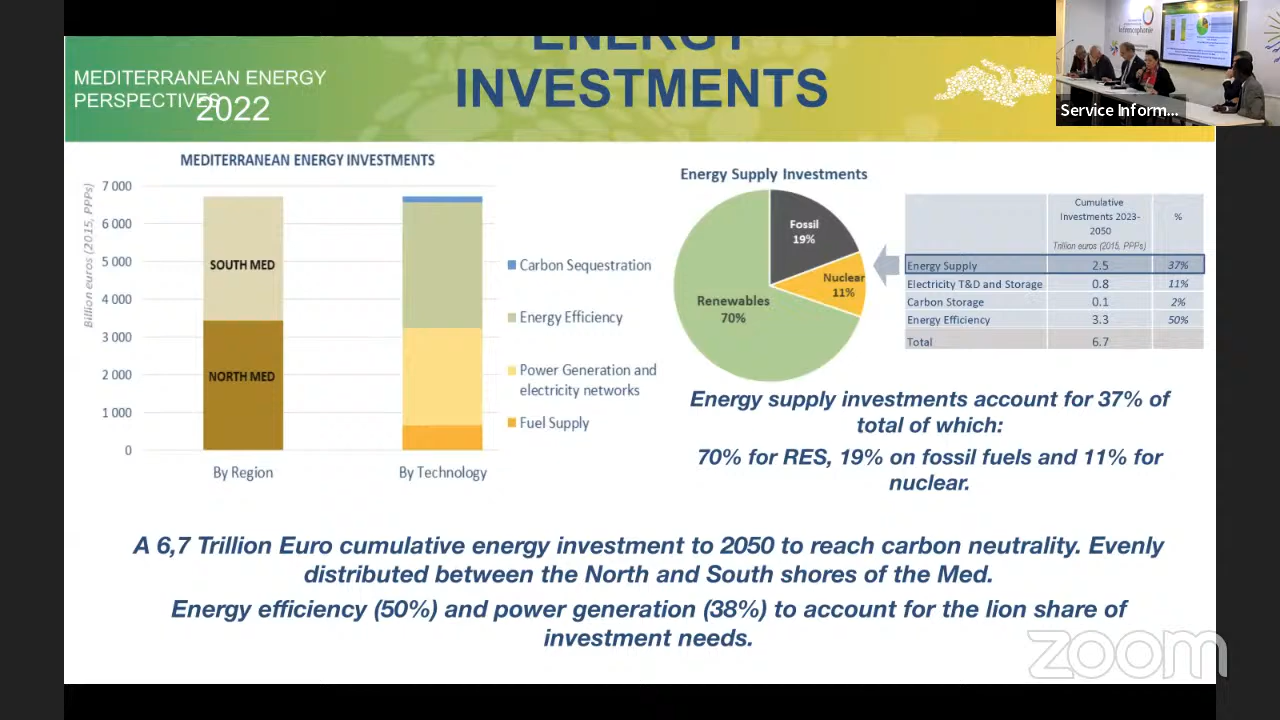 ENERGY
INVESTMENTS
MEDITERRANEAN ENERGY
PERSPECTIVES
2022
Service Inform...
MEDITERRANEAN ENERGY INVESTMENTS
Billion euros (2015, PPPs)
7 000
6 000
5 000
4 000
3 000
2 000
1 000
0
SOUTH MED
NORTH MED
By Region
By Technology
Carbon Sequestration
Energy Efficiency
Power Generation and
electricity networks
Fuel Supply
Energy Supply Investments
Fossil
19%
Nuclear
11%
Renewables
70%
Cumulative
Investments 2023-
2050
%
Trillion euros (2015, PPPs)
Energy Supply 2.5 37%
Electricity T&D and Storage 0.8 11%
Carbon Storage 0.1 2%
Energy Efficiency 3.3 50%
Total 6.7
Energy supply investments account for 37% of
total of which:
70% for RES, 19% on fossil fuels and 11% for
nuclear.
A 6,7 Trillion Euro cumulative energy investment to 2050 to reach carbon neutrality. Evenly
distributed between the North and South shores of the Med.
Energy efficiency (50%) and power generation (38%) to account for the lion share of
investment needs.
zoom